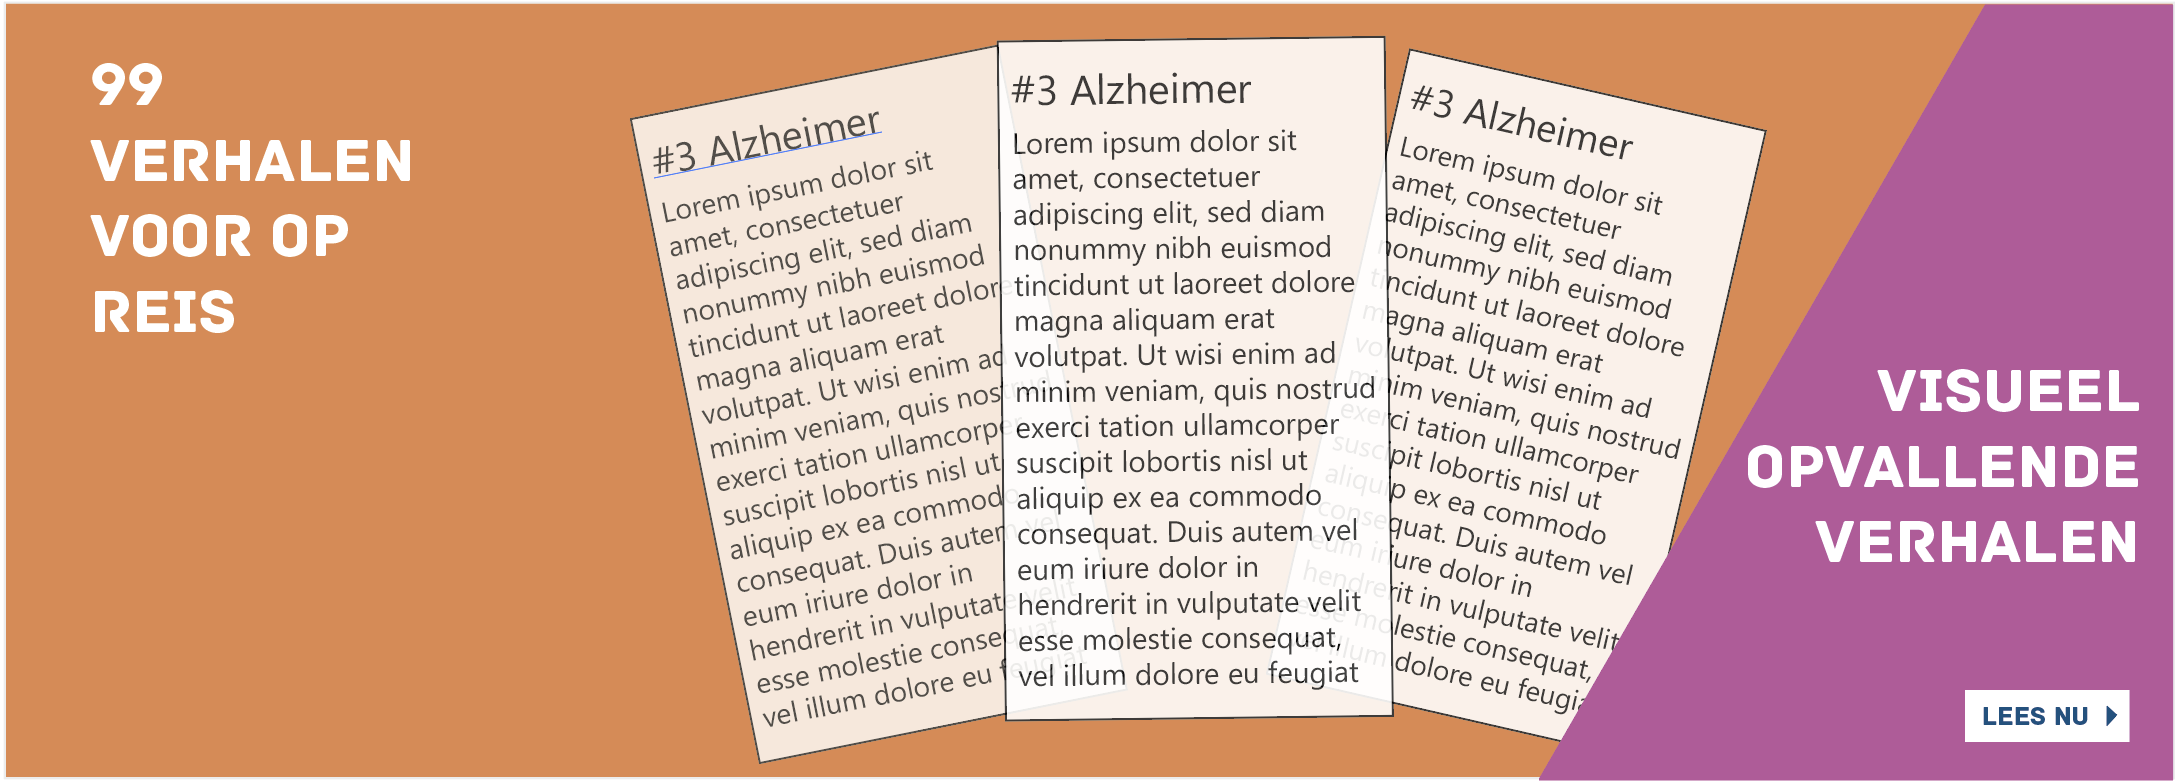 99
VERHALEN
VOOR OP
REIS
#3 Alzheimer
Lorem ipsum dolor sit
amet, consectetuer
adipiscing elit, sed diam
nonummy nibh euismod
tincidunt ut laoreet dolore
magna aliquam erat
volutpat. Ut wisi enim ad
minim veniam, quis nostrud
exerci tation ullamcorper
suscipit lobortis nisl ut
aliquip ex ea commodo
consequat. Duis autem vel
eum iriure dolor in
hendrerit in vulputate velit
esse molestie consequat,
vel illum dolore eu feugiat
#3 Alzheimer
Lorem ipsum dolor sit
amet, consectetuer
adipiscing elit, sed diam
nonummy nibh euismod
tincidunt ut laoreet dolore
magna aliquam erat
volutpat. Ut wisi enim ad
minim veniam, quis nostrud
exerci tation ullamcorper
suscipit lobortis nisl ut
aliquip ex ea commodo
consequat. Duis autem vel
eum iriure dolor in
hendrerit in vulputate velit
esse molestie consequat,
vel illum dolore eu feugiat
#3 Alzheimer
Lorem ipsum dolor sit
amet, consectetuer
adipiscing elit, sed diam
nonummy nibh euismod
tincidunt ut laoreet dolore
magna aliquam erat
volutpat. Ut wisi enim ad
minim veniam, quis nostrud
exerci tation ullamcorper
suscipit lobortis nisl ut
aliquip ex ea commodo
consequat. Duis autem vel
eum iriure dolor in
hendrerit in vulputate velit
esse molestie consequat,
illum dolore eu feugia
VISUEEL
OPVALLENDE
VERHALEN
LEES NU